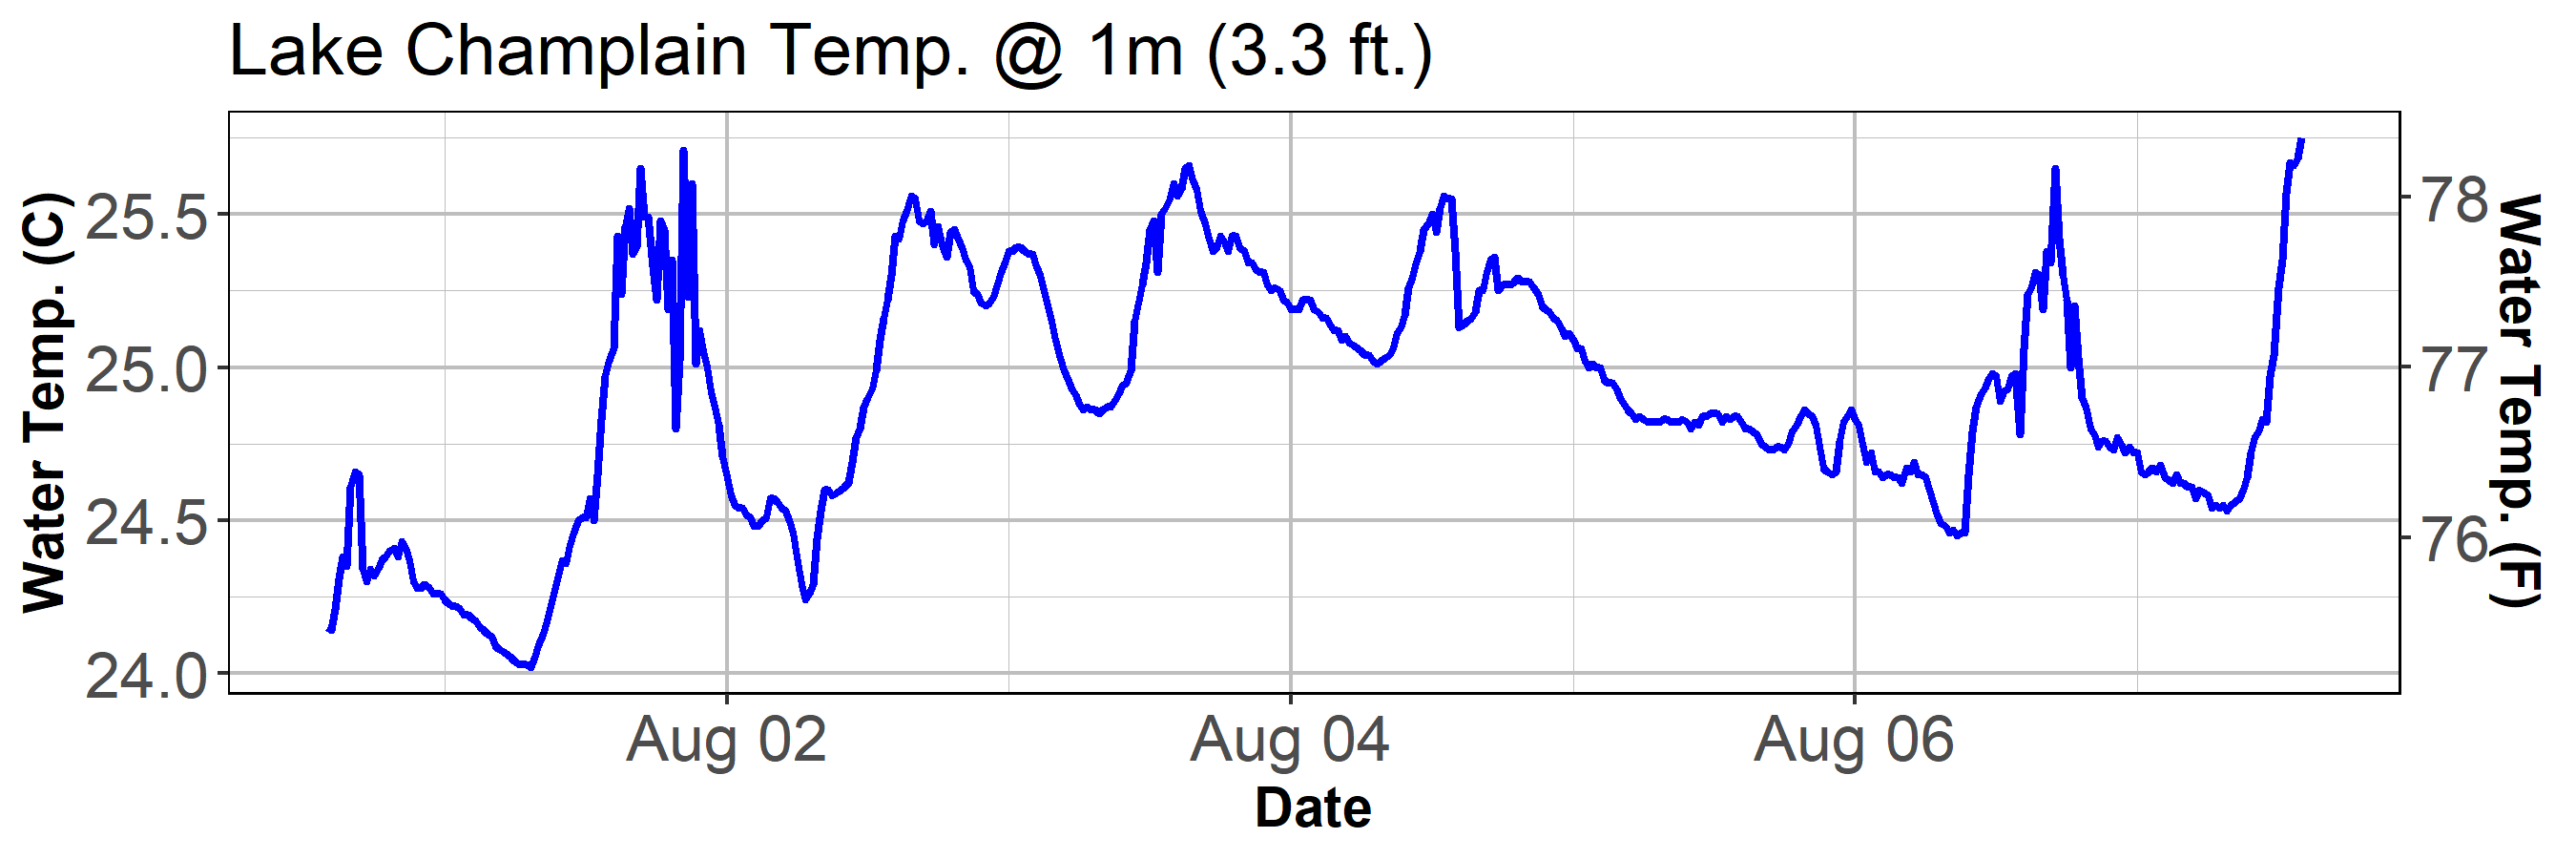 Lake Champlain Temp. @ 1m (3.3 ft.)
Water Temp. (C)
25.5
25.0
24.5
24.0
78
77
76
Water Temp. (F)
Aug 02
Aug 04
Aug 06
Date